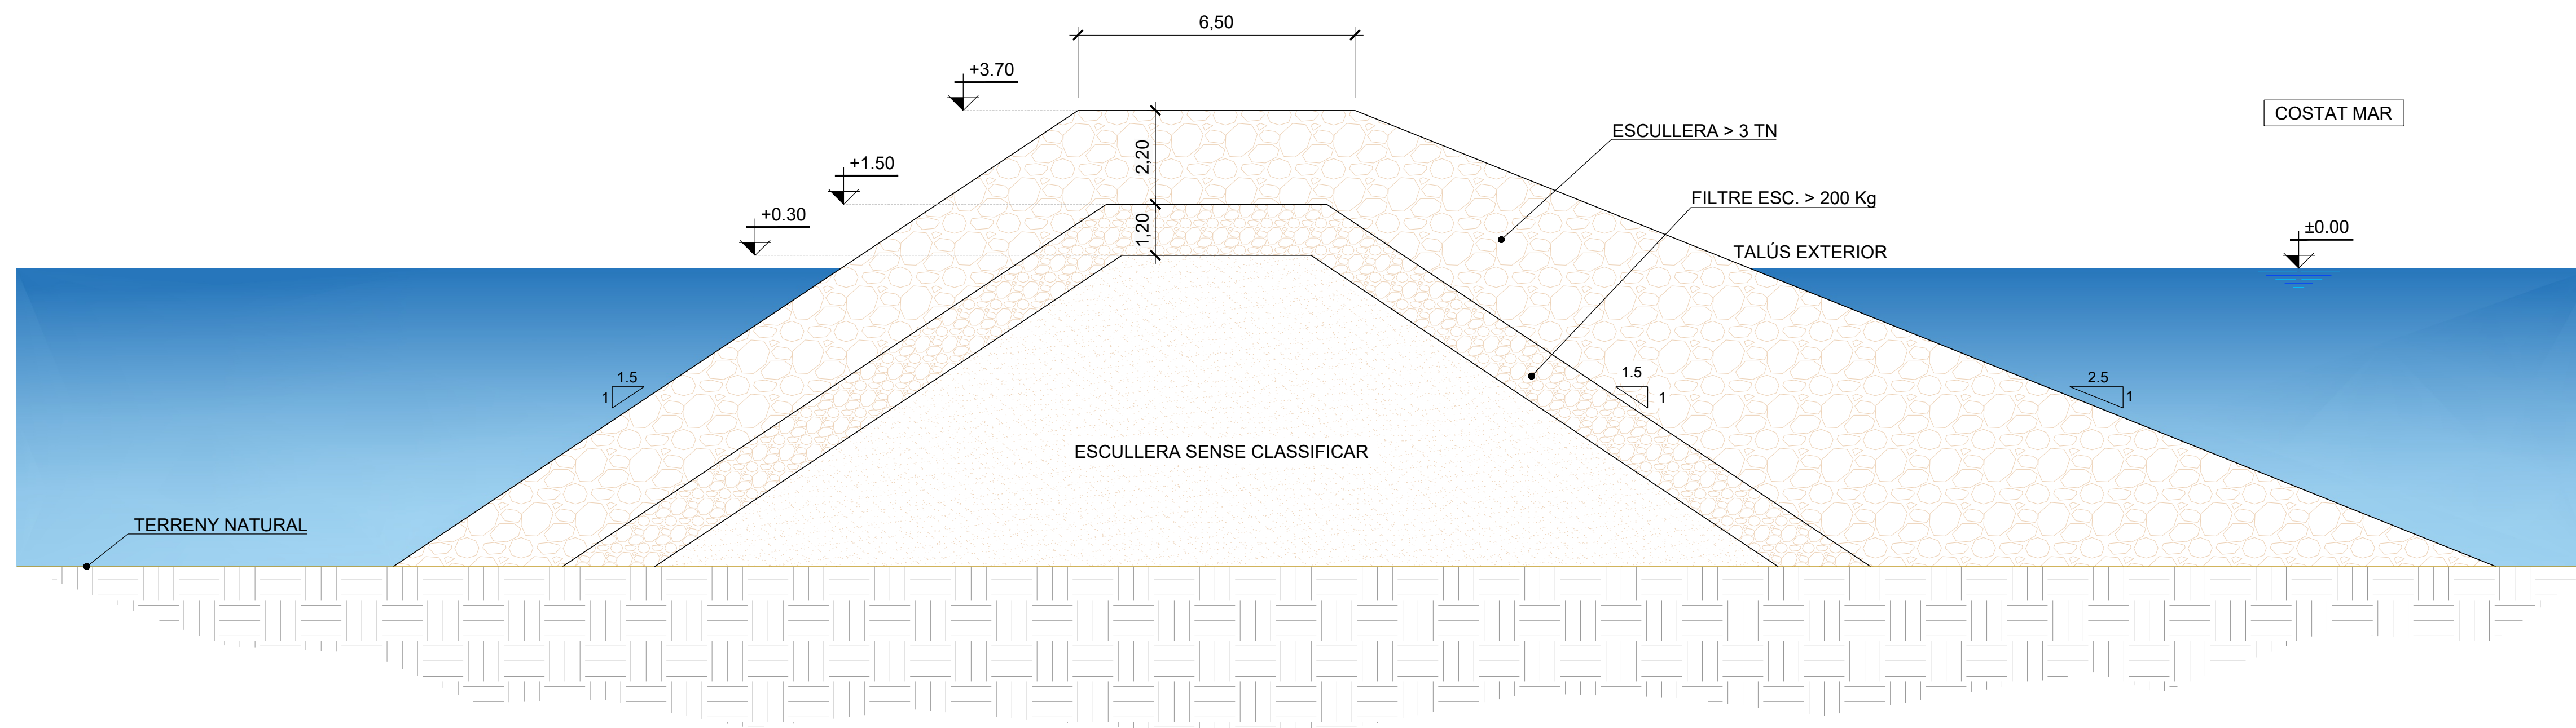 6,50
+3.70
COSTAT MAR
ESCULLERA > 3 TN
2,20
+1.50
FILTRE ESC. > 200 Kg
+0.30
1,20
±0.00
TALÚS EXTERIOR
1.5
1
1.5
1
2.5
1
ESCULLERA SENSE CLASSIFICAR
TERRENY NATURAL